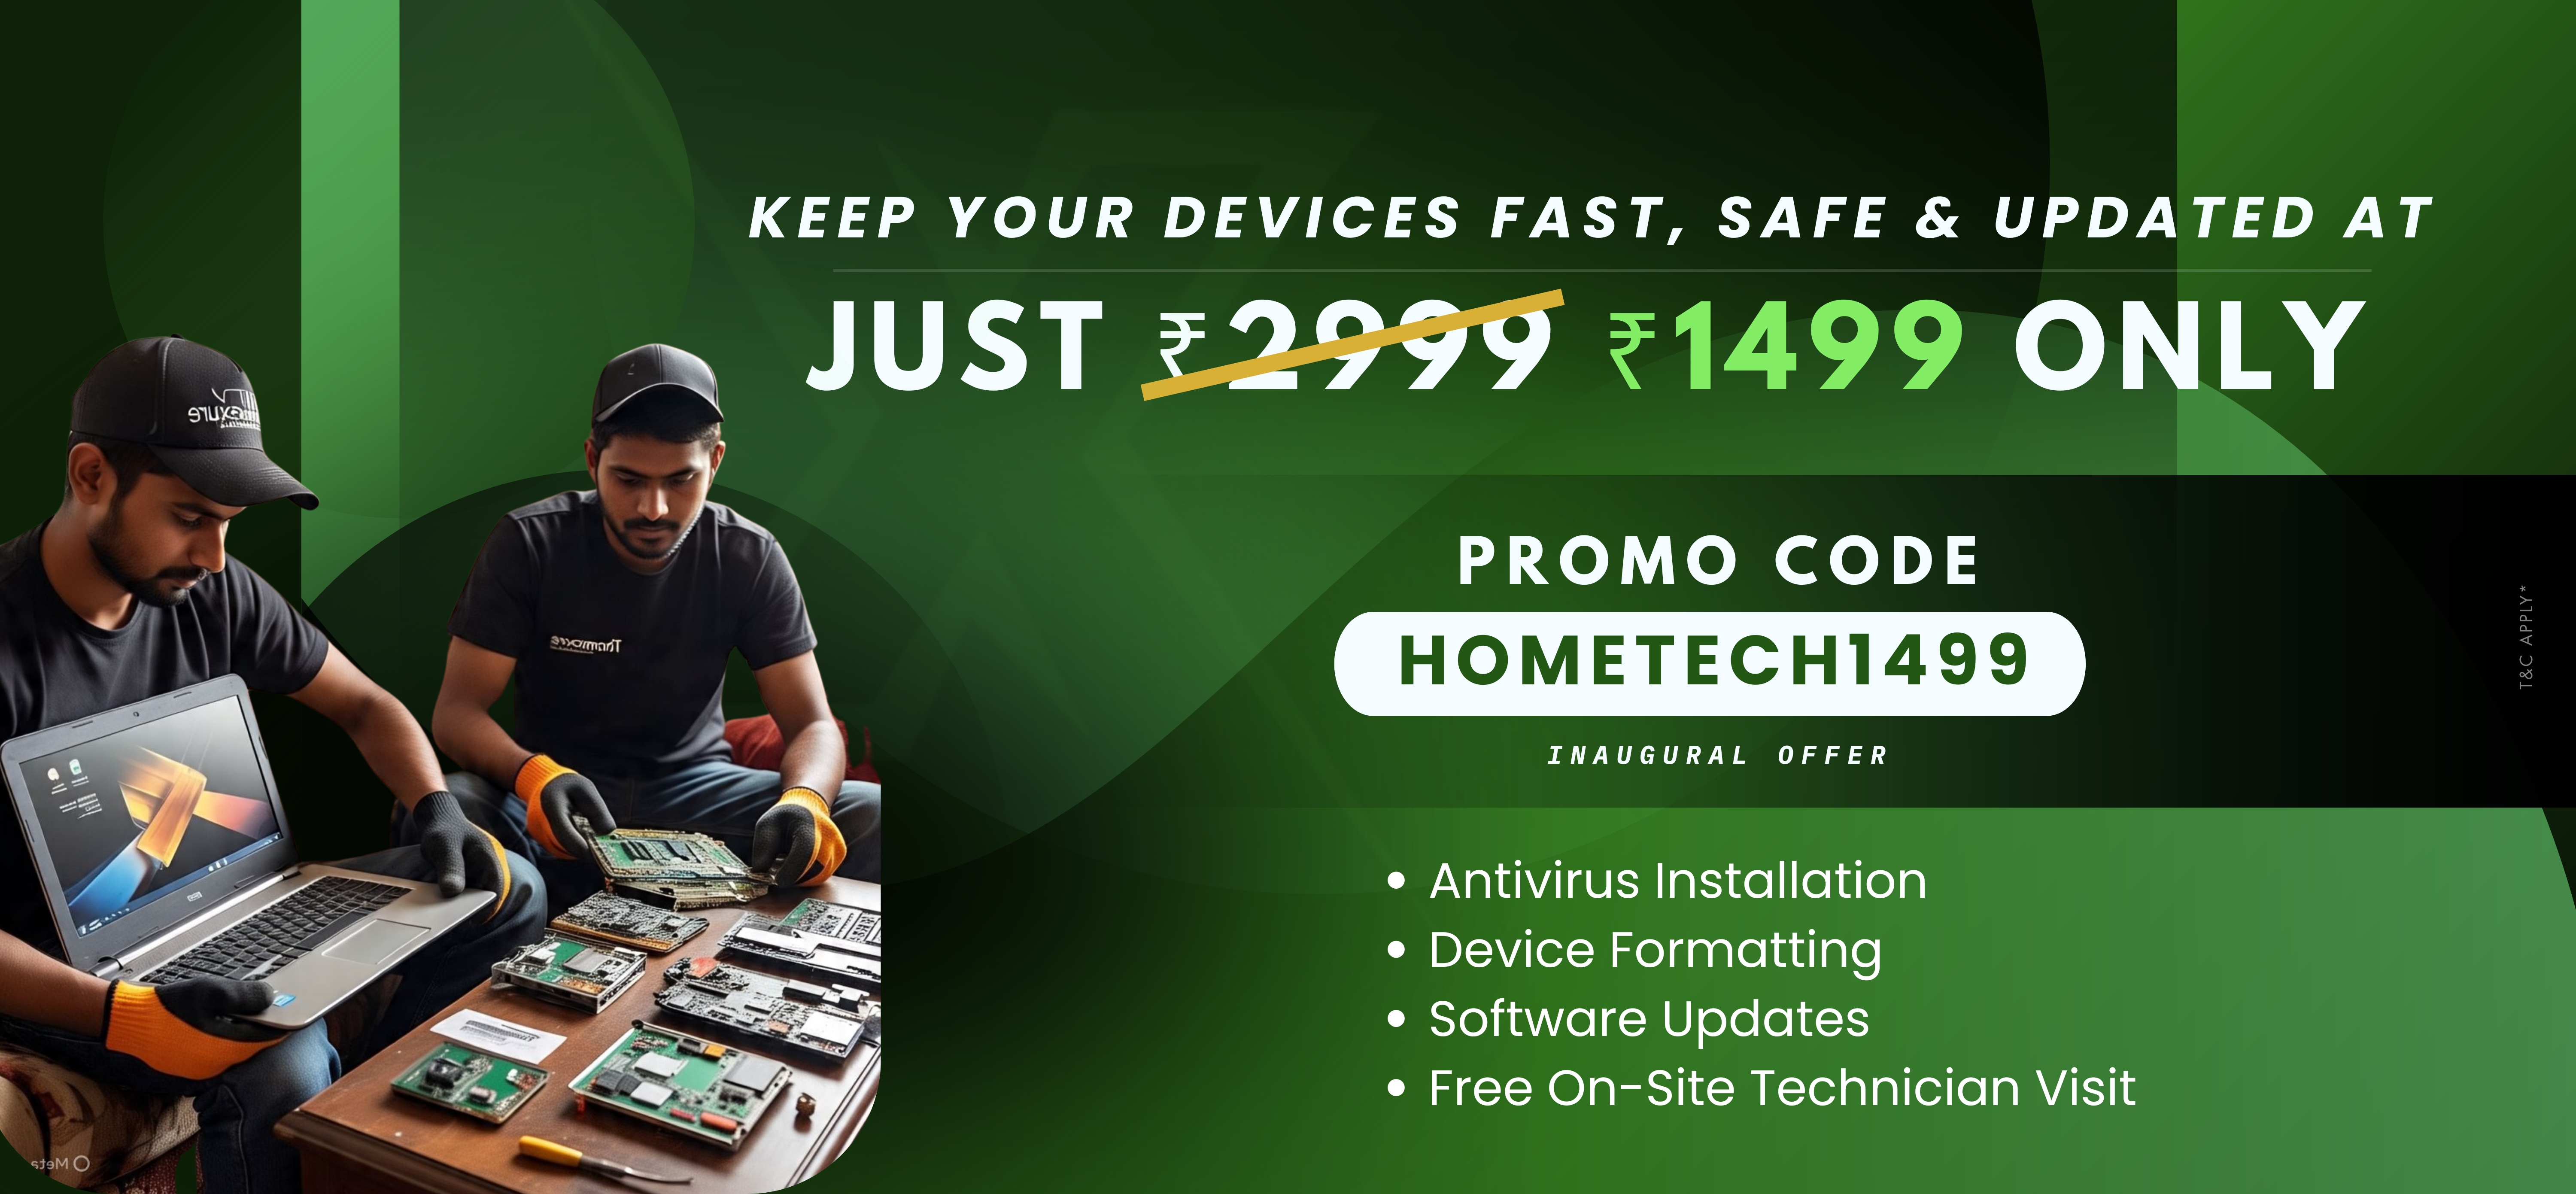 KEEP YOUR DEVICES FAST, SAFE & UPDATED AT
JUST ₹2999 ₹1499 ONLY
PROMO CODE
HOMETECH1499
INAUGURAL OFFER
T&C APPLY*
Antivirus Installation
Device Formatting
Software Updates
Free On-Site Technician Visit
Meta